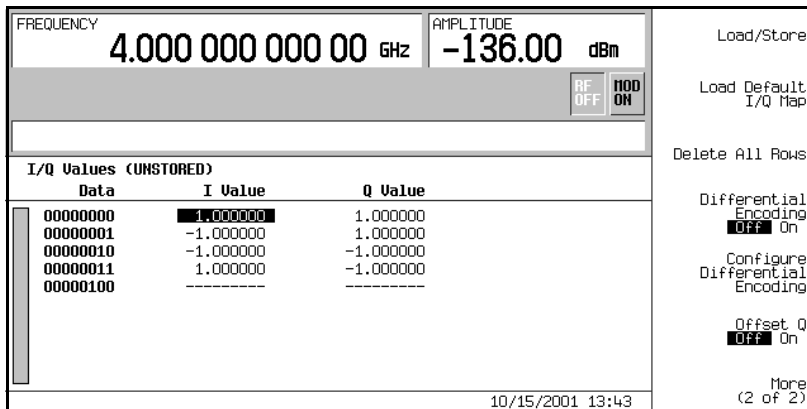 FREQUENCY
4.000 000 000 00 GHz
AMPLITUDE
-136.00 dBm
RF OFF
MOD ON
I/Q Values (UNSTORED)
Data I Value Q Value
00000000 1.000000 1.000000
00000001 -1.000000 1.000000
00000010 -1.000000 -1.000000
00000011 1.000000 -1.000000
00000100 --------- ---------
10/15/2001 13:43
Load/Store
Load Default
I/Q Map
Delete All Rows
Differential
Encoding
Off On
Configure
Differential
Encoding
Offset Q
Off On
More
(2 of 2)